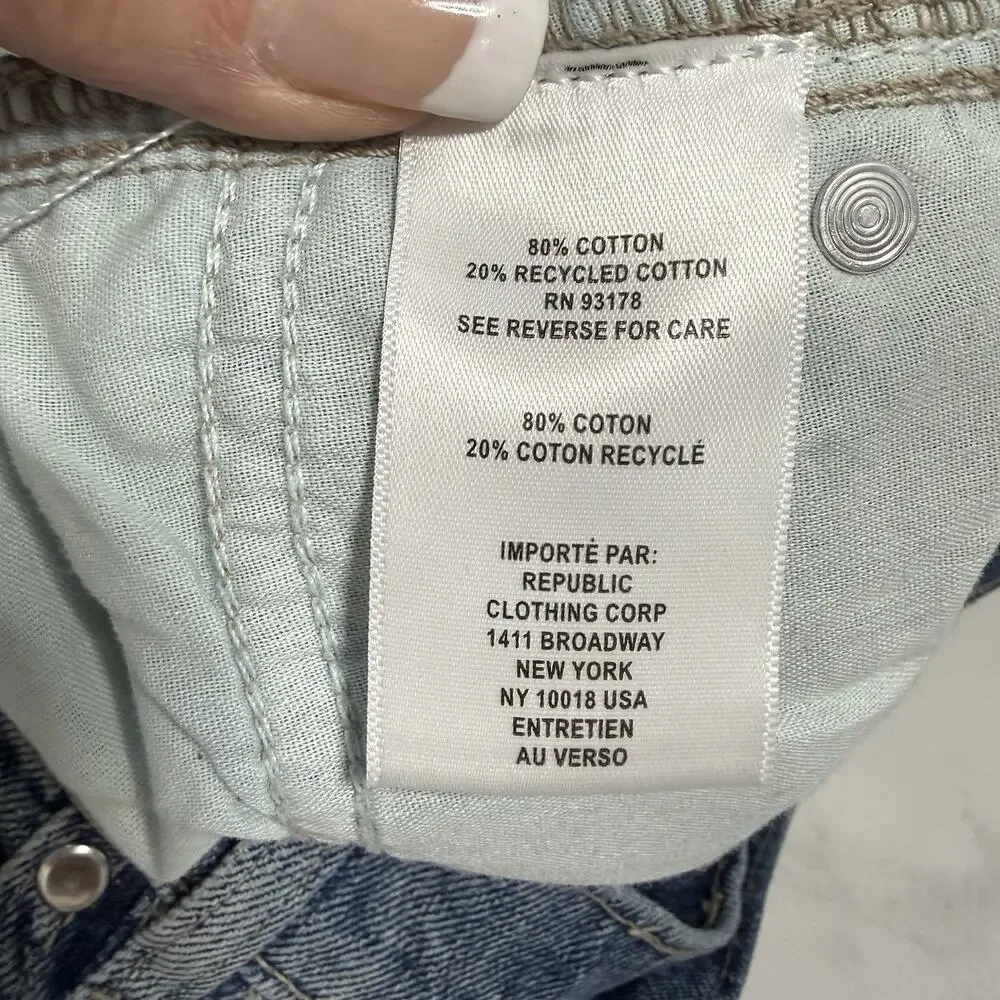 80% COTTON
20% RECYCLED COTTON
RN 93178
SEE REVERSE FOR CARE
80% COTON
20% COTON RECYCLÉ
IMPORTĖ PAR:
REPUBLIC
CLOTHING CORP
1411 BROADWAY
NEW YORK
NY 10018 USA
ENTRETIEN
AU VERSO